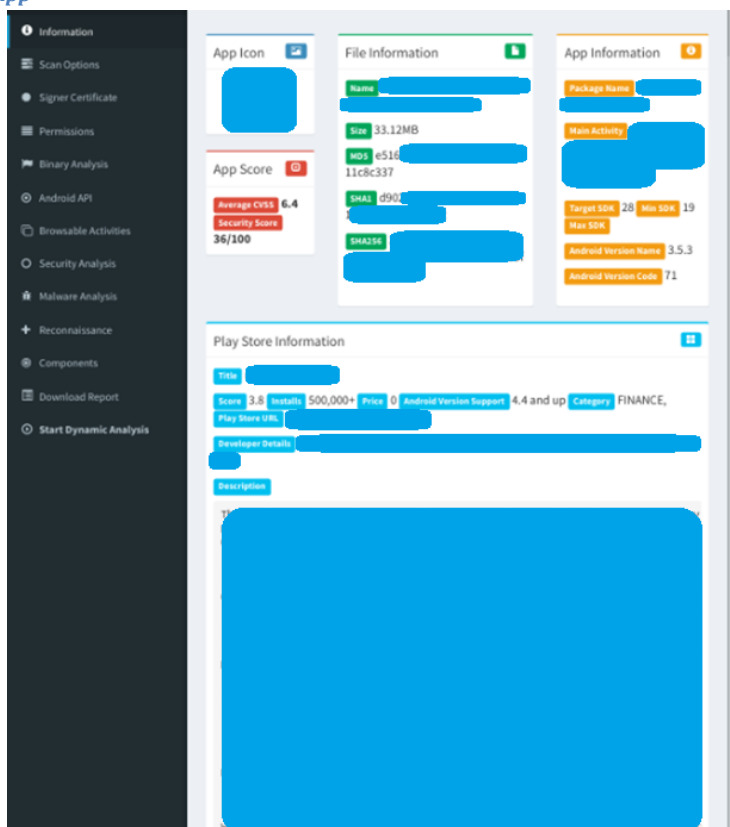 App
Information
Scan Options
Signer Certificate
Permissions
Binary Analysis
Android API
Browsable Activities
Security Analysis
Malware Analysis
Reconnaissance
Components
Download Report
Start Dynamic Analysis
App Icon
App Score
Average CVSS 6.4
Security Score
36/100
File Information
Name
Size 33.12MB
MD5 e516
11c8c337
SHA1 d902
SHA256
App Information
Package Name
Main Activity
Target SDK 28 Min SDK 19
Max SDK
Android Version Name 3.5.3
Android Version Code 71
Play Store Information
Title
Score 3.8 Installs 500,000+ Price 0 Android Version Support 4.4 and up Category FINANCE,
Play Store URL
Developer Details
Description